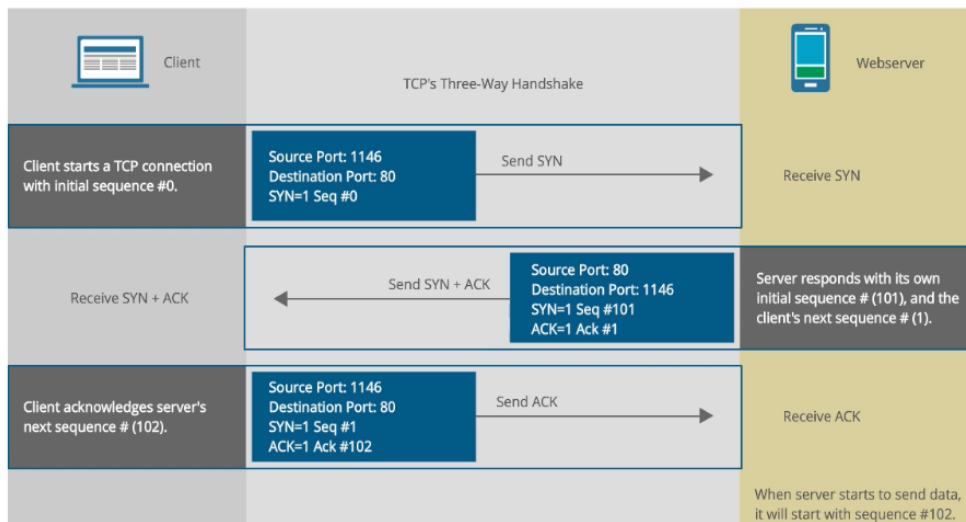 Client
TCP's Three-Way Handshake
Webserver
Client starts a TCP connection
with initial sequence #0.
Source Port: 1146
Destination Port: 80
SYN=1 Seq #0
Send SYN
Receive SYN
Receive SYN + ACK
Send SYN + ACK
Source Port: 80
Destination Port: 1146
SYN=1 Seq #101
ACK=1 Ack #1
Server responds with its own
initial sequence # (101), and the
client's next sequence # (1).
Client acknowledges server's
next sequence # (102).
Source Port: 1146
Destination Port: 80
SYN=1 Seq #1
ACK=1 Ack #102
Send ACK
Receive ACK
When server starts to send data,
it will start with sequence #102.